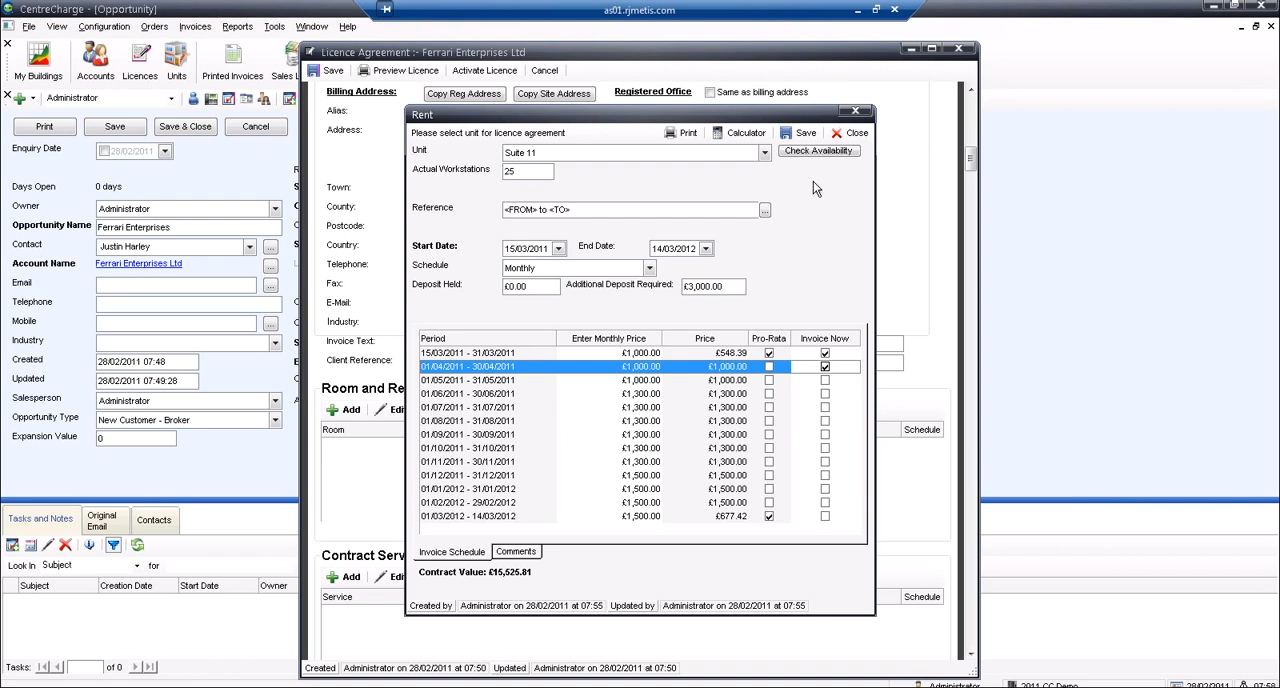 CentreCharge - [Opportunity]
as01.rjmetis.com
File View Configuration Orders Invoices Reports Tools Window Help
My Buildings Accounts Licences Units Printed Invoices Sales L
Administrator
Print Save Save & Close Cancel
Enquiry Date 28/02/2011
Days Open 0 days
Owner Administrator
Opportunity Name Ferrari Enterprises
Contact Justin Harley ...
Account Name Ferrari Enterprises Ltd ...
Email ...
Telephone
Mobile ...
Industry
Created 28/02/2011 07:48
Updated 28/02/2011 07:49:28
Salesperson Administrator
Opportunity Type New Customer - Broker
Expansion Value 0
Tasks and Notes Original Email Contacts
Look In Subject for
Subject Creation Date Start Date Owner
Tasks: of 0
Licence Agreement :- Ferrari Enterprises Ltd
Save Preview Licence Activate Licence Cancel
Billing Address: Copy Reg Address Copy Site Address Registered Office Same as billing address
Alias:
Address:
Town:
County:
Postcode:
Country:
Telephone:
Fax:
E-Mail:
Industry:
Invoice Text:
Client Reference:
Room and Re
Add Edi
Room Schedule
Contract Serv
Add Edi
Service Schedule
Created Administrator on 28/02/2011 at 07:50 Updated Administrator on 28/02/2011 at 07:50
Rent
Please select unit for licence agreement Print Calculator Save Close
Unit Suite 11 Check Availability
Actual Workstations 25
Reference <FROM> to <TO> ...
Start Date: 15/03/2011 End Date: 14/03/2012
Schedule Monthly
Deposit Held: £0.00 Additional Deposit Required: £3,000.00
Period Enter Monthly Price Price Pro-Rata Invoice Now
15/03/2011 - 31/03/2011 £1,000.00 £548.39
01/04/2011 - 30/04/2011 £1,000.00 £1,000.00
01/05/2011 - 31/05/2011 £1,000.00 £1,000.00
01/06/2011 - 30/06/2011 £1,300.00 £1,300.00
01/07/2011 - 31/07/2011 £1,300.00 £1,300.00
01/08/2011 - 31/08/2011 £1,300.00 £1,300.00
01/09/2011 - 30/09/2011 £1,300.00 £1,300.00
01/10/2011 - 31/10/2011 £1,300.00 £1,300.00
01/11/2011 - 30/11/2011 £1,300.00 £1,300.00
01/12/2011 - 31/12/2011 £1,500.00 £1,500.00
01/01/2012 - 31/01/2012 £1,500.00 £1,500.00
01/02/2012 - 29/02/2012 £1,500.00 £1,500.00
01/03/2012 - 14/03/2012 £1,500.00 £677.42
Invoice Schedule Comments
Contract Value: £15,525.81
Created by Administrator on 28/02/2011 at 07:55 Updated by Administrator on 28/02/2011 at 07:55
Administrator 2011 CC Demo 07:58